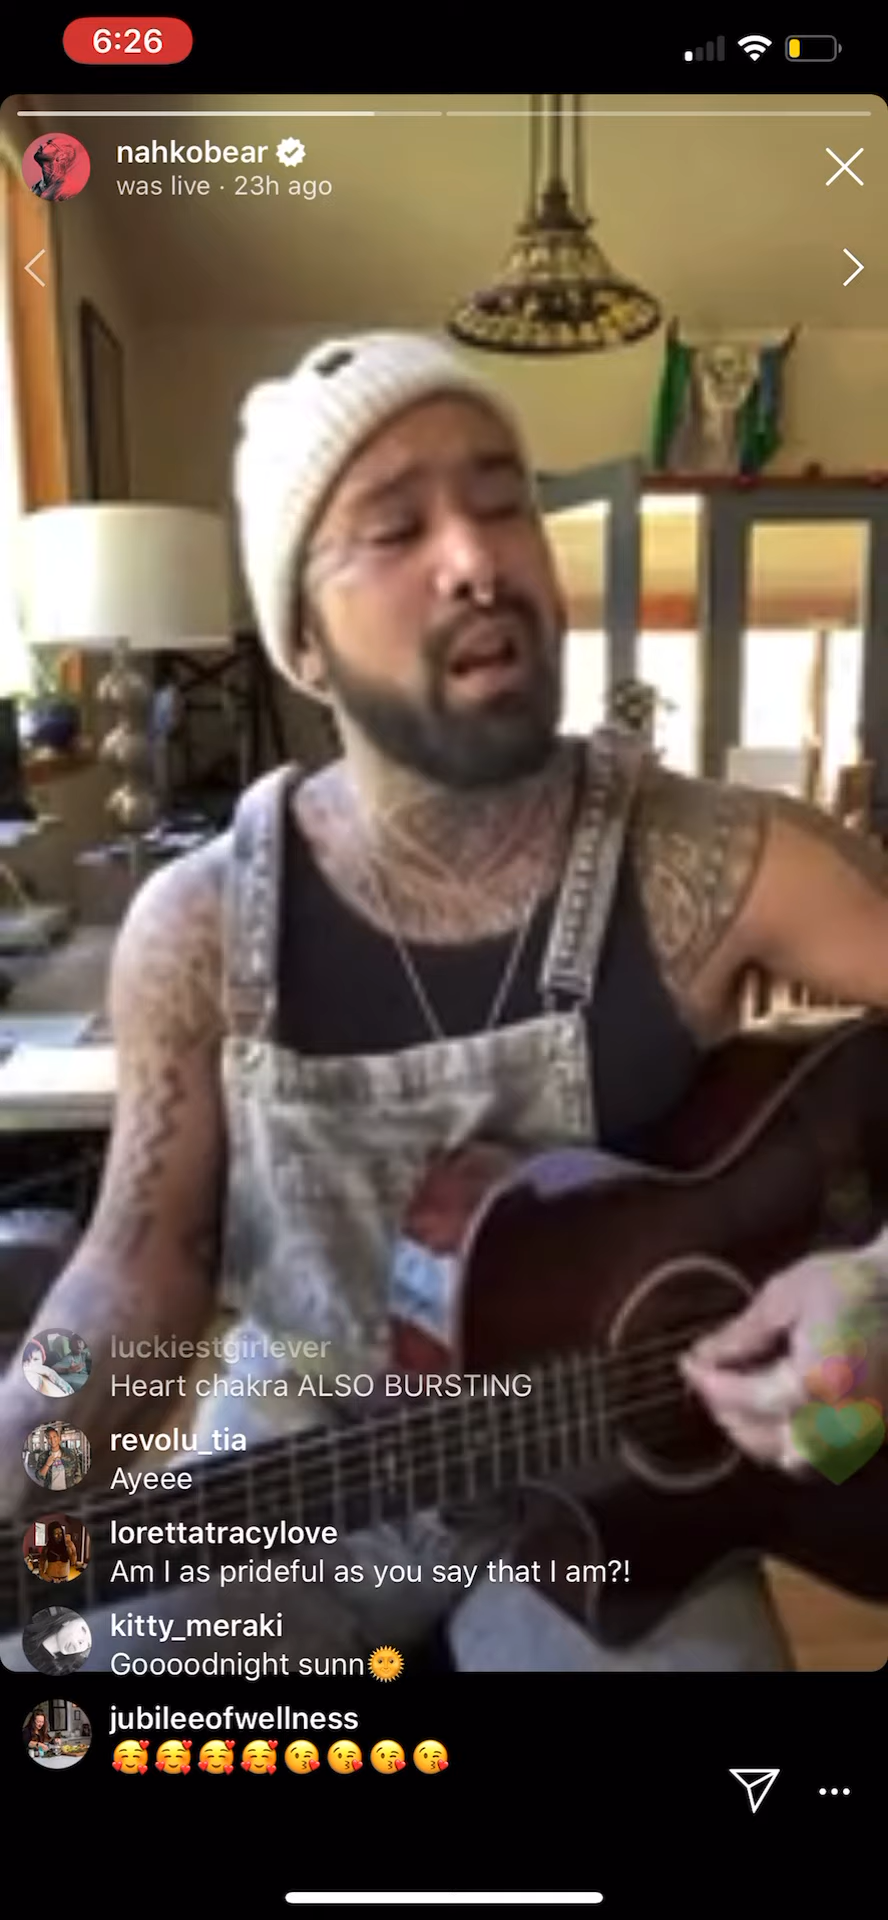 6:26
nahkobear
was live · 23h ago
luckiestgirlever
Heart chakra ALSO BURSTING
revolu_tia
Ayeee
lorettatracylove
Am I as prideful as you say that I am?!
kitty_meraki
Goooodnight sunn🌞
jubileeofwellness
🥰🥰🥰🥰😘😘😘😘